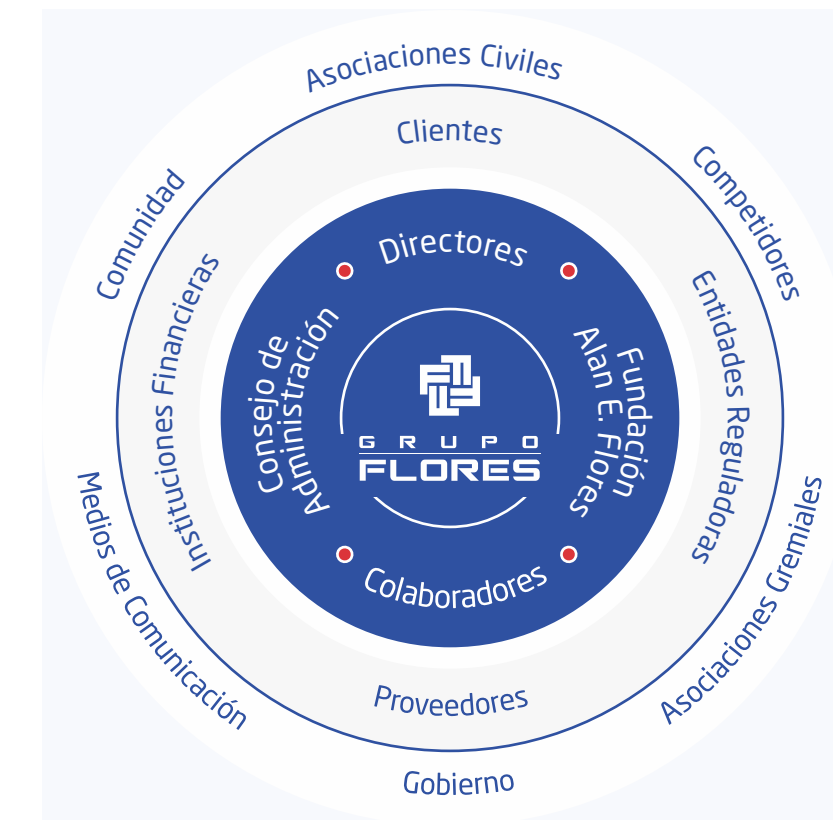 Asociaciones Civiles
Clientes
Comunidad
Competidores
Directores
Instituciones Financieras
Entidades Reguladoras
Consejo de
Administración
Fundación
Alan E. Flores
GRUPO
FLORES
Medios de Comunicación
Asociaciones Gremiales
Colaboradores
Proveedores
Gobierno